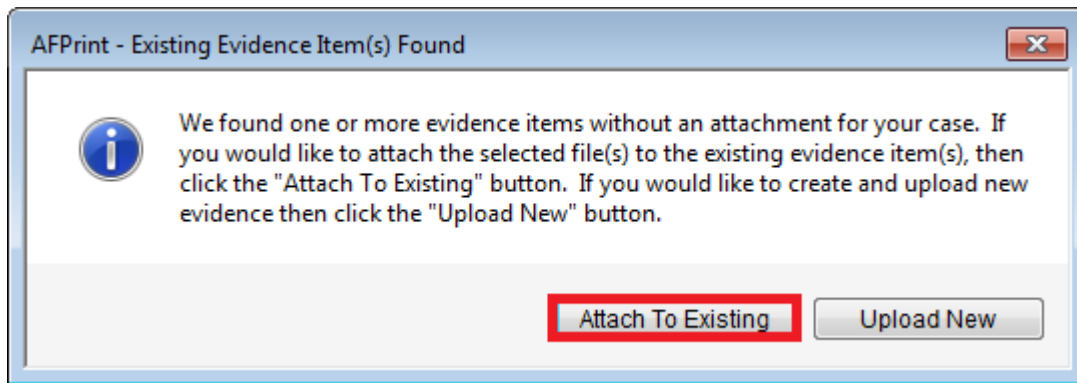 AFPrint - Existing Evidence Item(s) Found
We found one or more evidence items without an attachment for your case.  If
you would like to attach the selected file(s) to the existing evidence item(s), then
click the "Attach To Existing" button.  If you would like to create and upload new
evidence then click the "Upload New" button.
Attach To Existing
Upload New